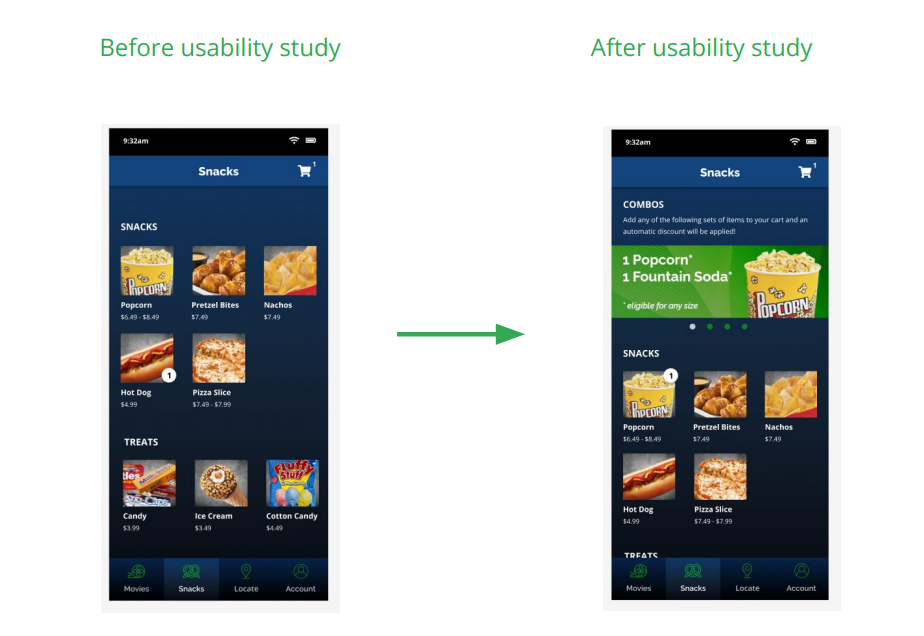 Before usability study
After usability study
9:32am
Snacks
1
SNACKS
POPCORN
Popcorn
Pretzel Bites
Nachos
$6.49 - $8.49
$7.49
$7.49
1
Hot Dog
Pizza Slice
$4.99
$7.49 - $7.99
TREATS
Fluffy
Stuff
Candy
Ice Cream
Cotton Candy
$3.99
$3.49
$4.49
Movies
Snacks
Locate
Account
9:32am
Snacks
1
COMBOS
Add any of the following sets of items to your cart and an
automatic discount will be applied!
1 Popcorn*
1 Fountain Soda*
* eligible for any size
POPCORN
SNACKS
1
POPCORN
Popcorn
Pretzel Bites
Nachos
$6.49 - $8.49
$7.49
$7.49
Hot Dog
Pizza Slice
$4.99
$7.49 - $7.99
TREATS
Movies
Snacks
Locate
Account